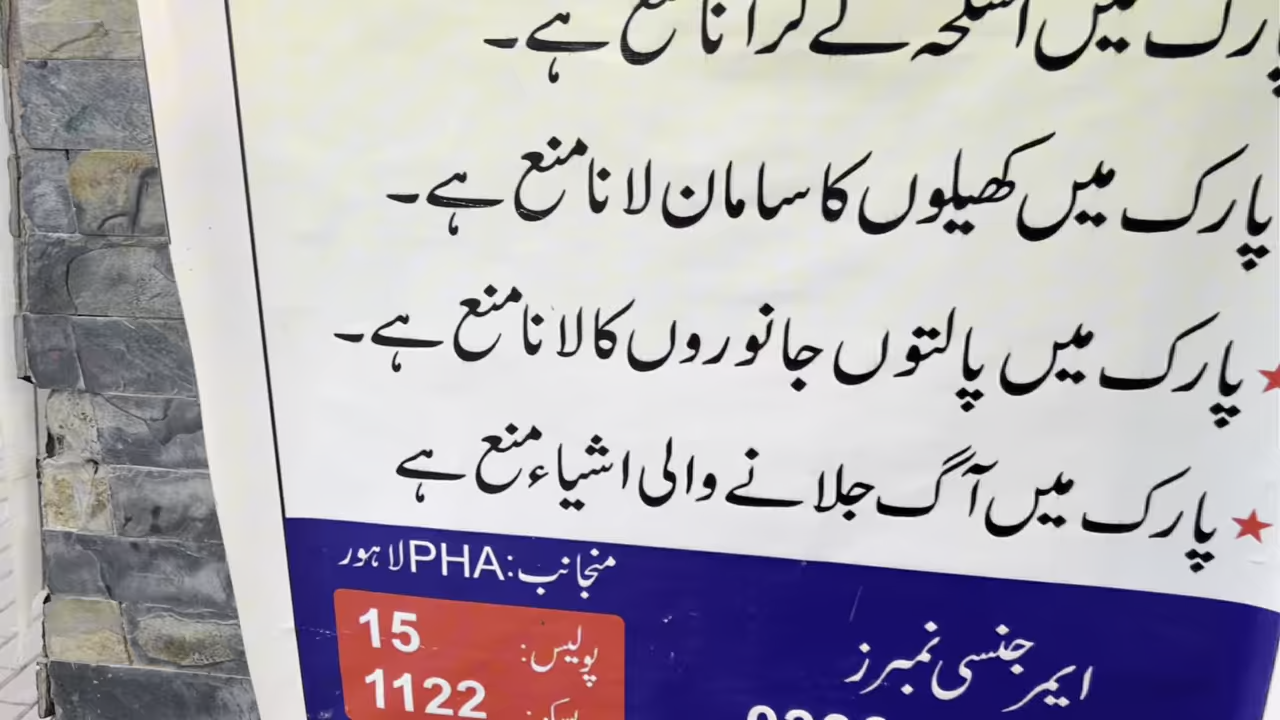 پارک میں اسلحہ لے کر آنا منع ہے۔
پارک میں کھیلوں کا سامان لانا منع ہے۔
پارک میں پالتوں جانوروں کا لانا منع ہے۔
پارک میں آگ جلانے والی اشیاء منع ہے
منجانب: PHA لاہور
ایمرجنسی نمبرز
پولیس: 15
1122